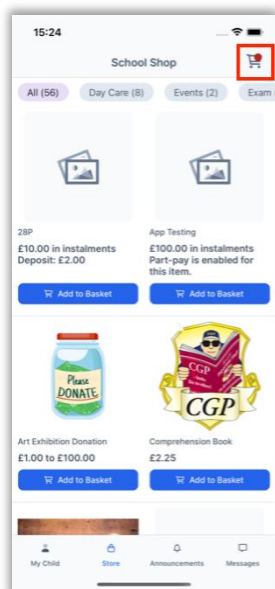 15:24
School Shop
All (56)
Day Care (8)
Events (2)
Exam
28P
£10.00 in instalments
Deposit: £2.00
Add to Basket
App Testing
£100.00 in instalments
Part-pay is enabled for
this item.
Add to Basket
Please
DONATE
Art Exhibition Donation
£1.00 to £100.00
Add to Basket
CGP
CGP
Comprehension Book
£2.25
Add to Basket
My Child
Store
Announcements
Messages